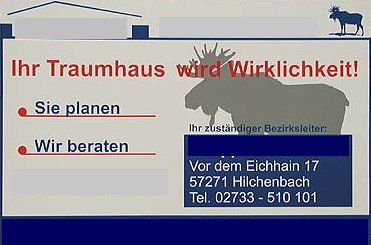 Ihr Traumhaus wird Wirklichkeit!
Sie planen
Wir beraten
Ihr zuständiger Bezirksleiter:
Vor dem Eichhain 17
57271 Hilchenbach
Tel. 02733 - 510 101